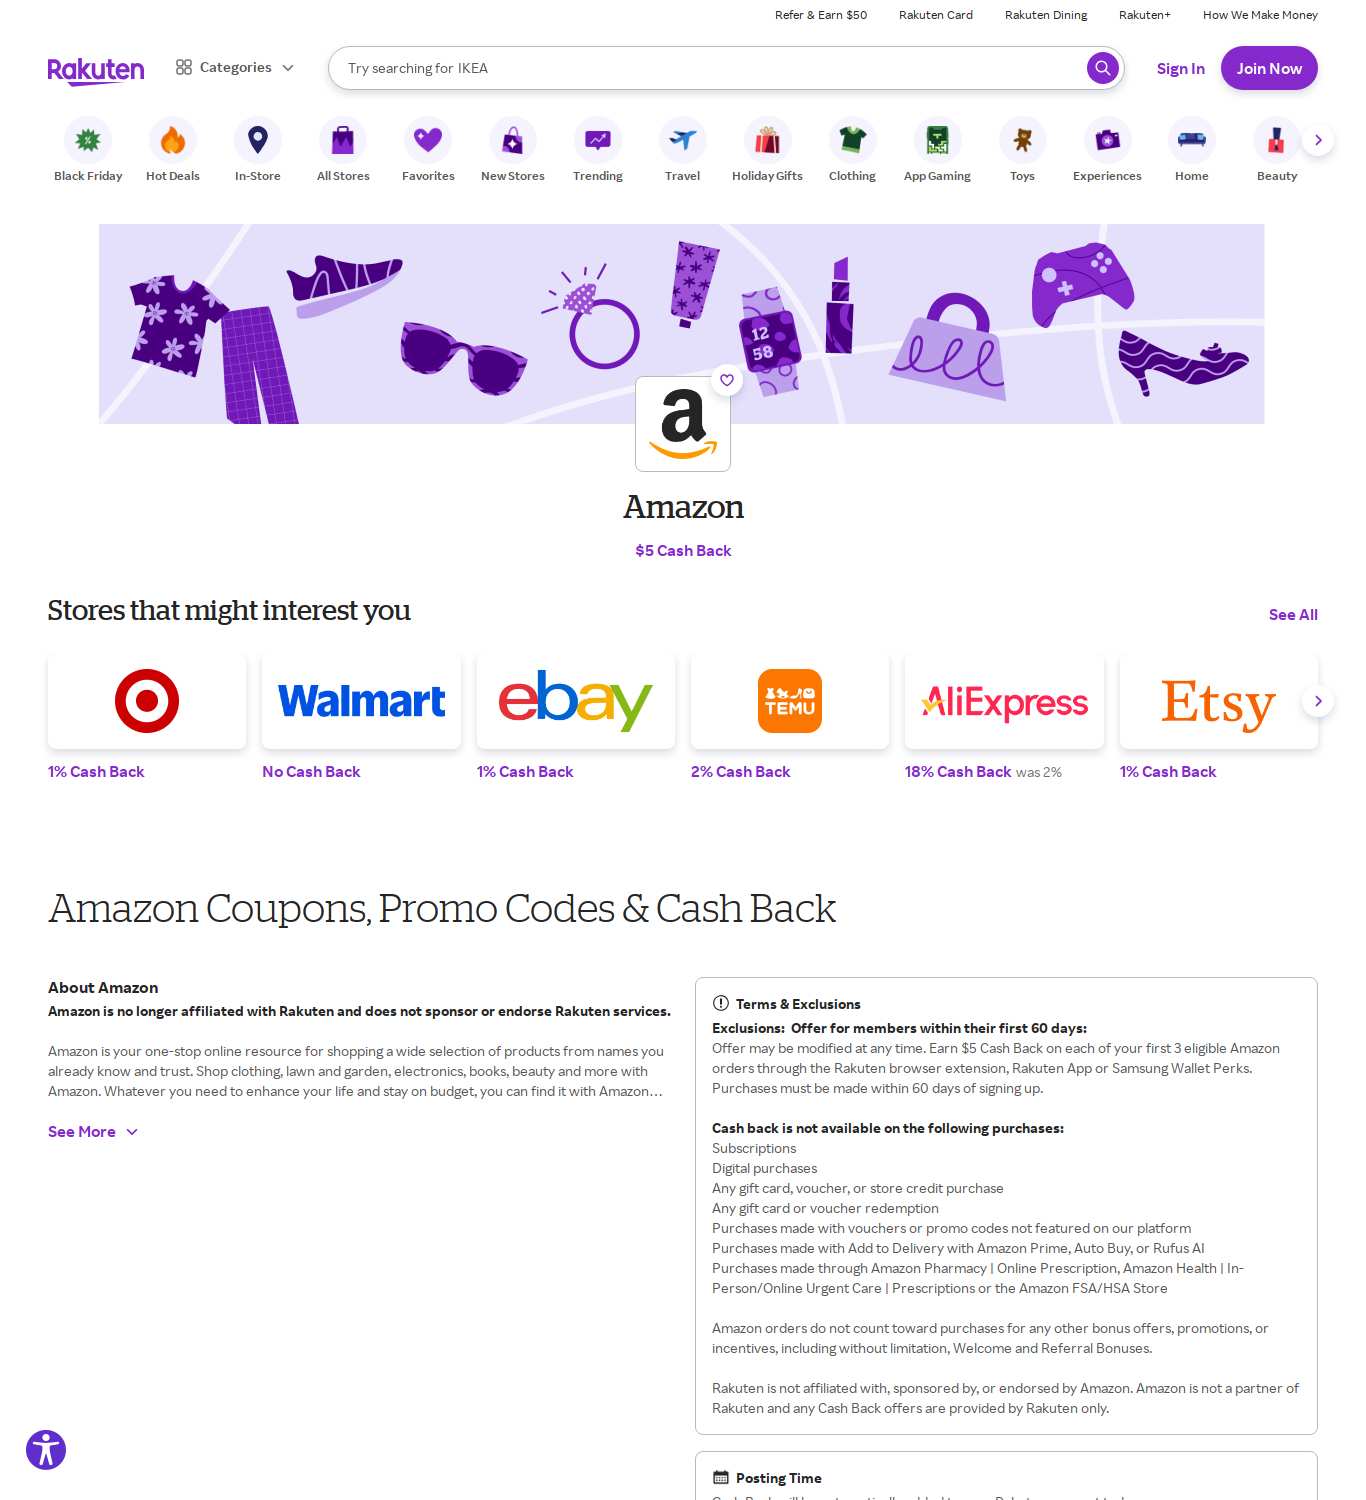 Refer & Earn $50
Rakuten Card
Rakuten Dining
Rakuten+
How We Make Money
Rakuten
Categories
Try searching for IKEA
Sign In
Join Now
Black Friday
Hot Deals
In-Store
All Stores
Favorites
New Stores
Trending
Travel
Holiday Gifts
Clothing
App Gaming
Toys
Experiences
Home
Beauty
12
58
a
Amazon
$5 Cash Back
Stores that might interest you
See All
Walmart
ebay
TEMU
AliExpress
Etsy
1% Cash Back
No Cash Back
1% Cash Back
2% Cash Back
18% Cash Back was 2%
1% Cash Back
Amazon Coupons, Promo Codes & Cash Back
About Amazon
Amazon is no longer affiliated with Rakuten and does not sponsor or endorse Rakuten services.
Amazon is your one-stop online resource for shopping a wide selection of products from names you
already know and trust. Shop clothing, lawn and garden, electronics, books, beauty and more with
Amazon. Whatever you need to enhance your life and stay on budget, you can find it with Amazon…
See More
Terms & Exclusions
Exclusions: Offer for members within their first 60 days:
Offer may be modified at any time. Earn $5 Cash Back on each of your first 3 eligible Amazon
orders through the Rakuten browser extension, Rakuten App or Samsung Wallet Perks.
Purchases must be made within 60 days of signing up.
Cash back is not available on the following purchases:
Subscriptions
Digital purchases
Any gift card, voucher, or store credit purchase
Any gift card or voucher redemption
Purchases made with vouchers or promo codes not featured on our platform
Purchases made with Add to Delivery with Amazon Prime, Auto Buy, or Rufus AI
Purchases made through Amazon Pharmacy | Online Prescription, Amazon Health | In-
Person/Online Urgent Care | Prescriptions or the Amazon FSA/HSA Store
Amazon orders do not count toward purchases for any other bonus offers, promotions, or
incentives, including without limitation, Welcome and Referral Bonuses.
Rakuten is not affiliated with, sponsored by, or endorsed by Amazon. Amazon is not a partner of
Rakuten and any Cash Back offers are provided by Rakuten only.
Posting Time